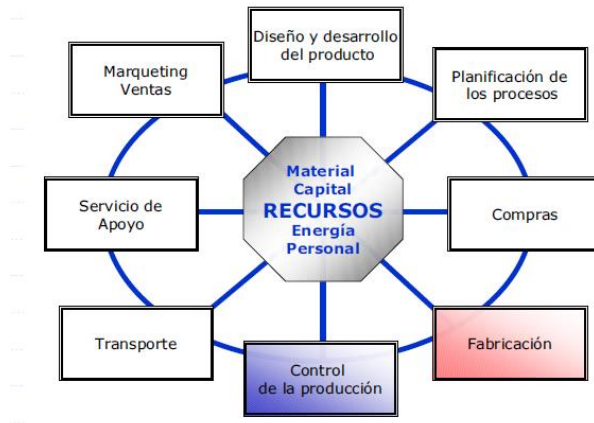 Diseño y desarrollo
del producto
Marqueting
Ventas
Planificación de
los procesos
Material
Capital
RECURSOS
Energía
Personal
Servicio de
Apoyo
Compras
Transporte
Control
de la producción
Fabricación